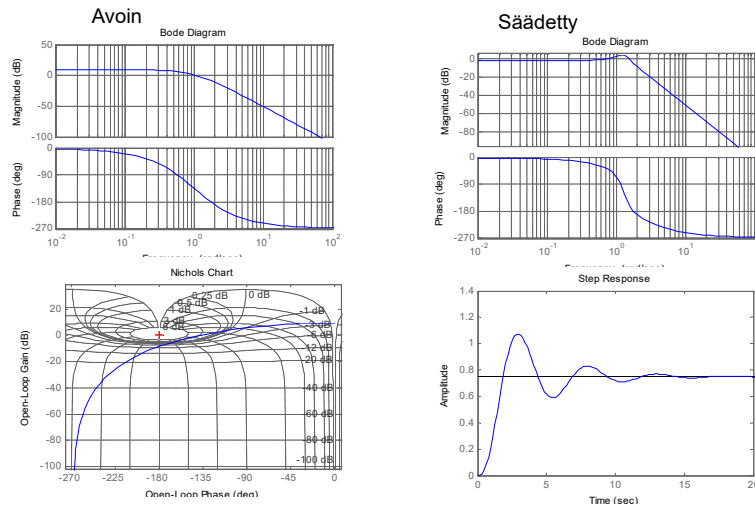 Avoin
Bode Diagram
Magnitude (dB)
50
0
-50
-100
Phase (deg)
0
-90
-180
-270
10^-2
10^-1
10^0
10^1
10^2
Säädetty
Bode Diagram
Magnitude (dB)
0
-20
-40
-60
-80
Phase (deg)
0
-90
-180
-270
10^-2
10^-1
10^0
10^1
Nichols Chart
Open-Loop Gain (dB)
20
0
-20
-40
-60
-80
-100
0.25 dB
0 dB
0.5 dB
-1 dB
1 dB
3 dB
-3 dB
6 dB
-6 dB
-12 dB
-20 dB
-40 dB
-60 dB
-80 dB
-100 dB
-270
-225
-180
-135
-90
-45
0
Open-Loop Phase (deg)
Step Response
Amplitude
1.4
1.2
1
0.8
0.6
0.4
0.2
0
0
5
10
15
20
Time (sec)